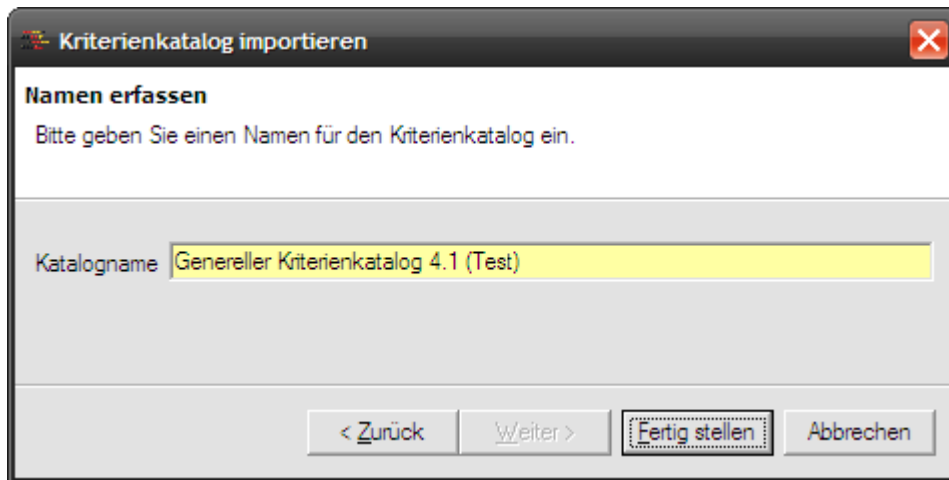 Kriterienkatalog importieren
Namen erfassen
Bitte geben Sie einen Namen für den Kriterienkatalog ein.
Katalogname Genereller Kriterienkatalog 4.1 (Test)
< Zurück Weiter > Fertig stellen Abbrechen